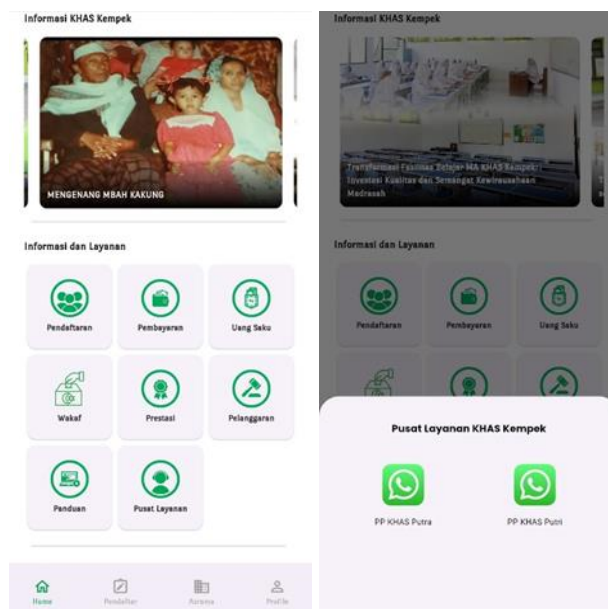 Informasi KHAS Kempek
MENGENANG MBAH KAKUNG
Informasi dan Layanan
Pendaftaran
Pembayaran
Uang Saku
Wakaf
Prestasi
Pelanggaran
Panduan
Pusat Layanan
Home
Pendaftar
Asrama
Profile
Informasi KHAS Kempek
Transformasi Fasilitas Belajar MA KHAS Kempek:
Investasi Kualitas dan Semangat Kewirausahaan
Madrasah
Informasi dan Layanan
Pendaftaran
Pembayaran
Uang Saku
Pusat Layanan KHAS Kempek
PP KHAS Putra
PP KHAS Putri